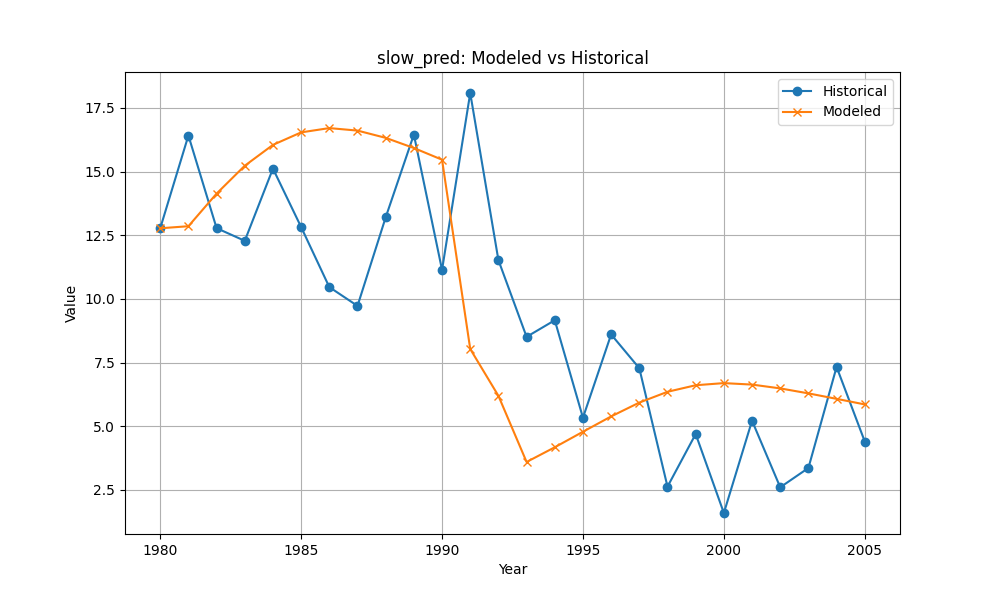 slow_pred: Modeled vs Historical
Historical
Modeled
17.5
15.0
12.5
10.0
7.5
5.0
2.5
Value
1980
1985
1990
1995
2000
2005
Year